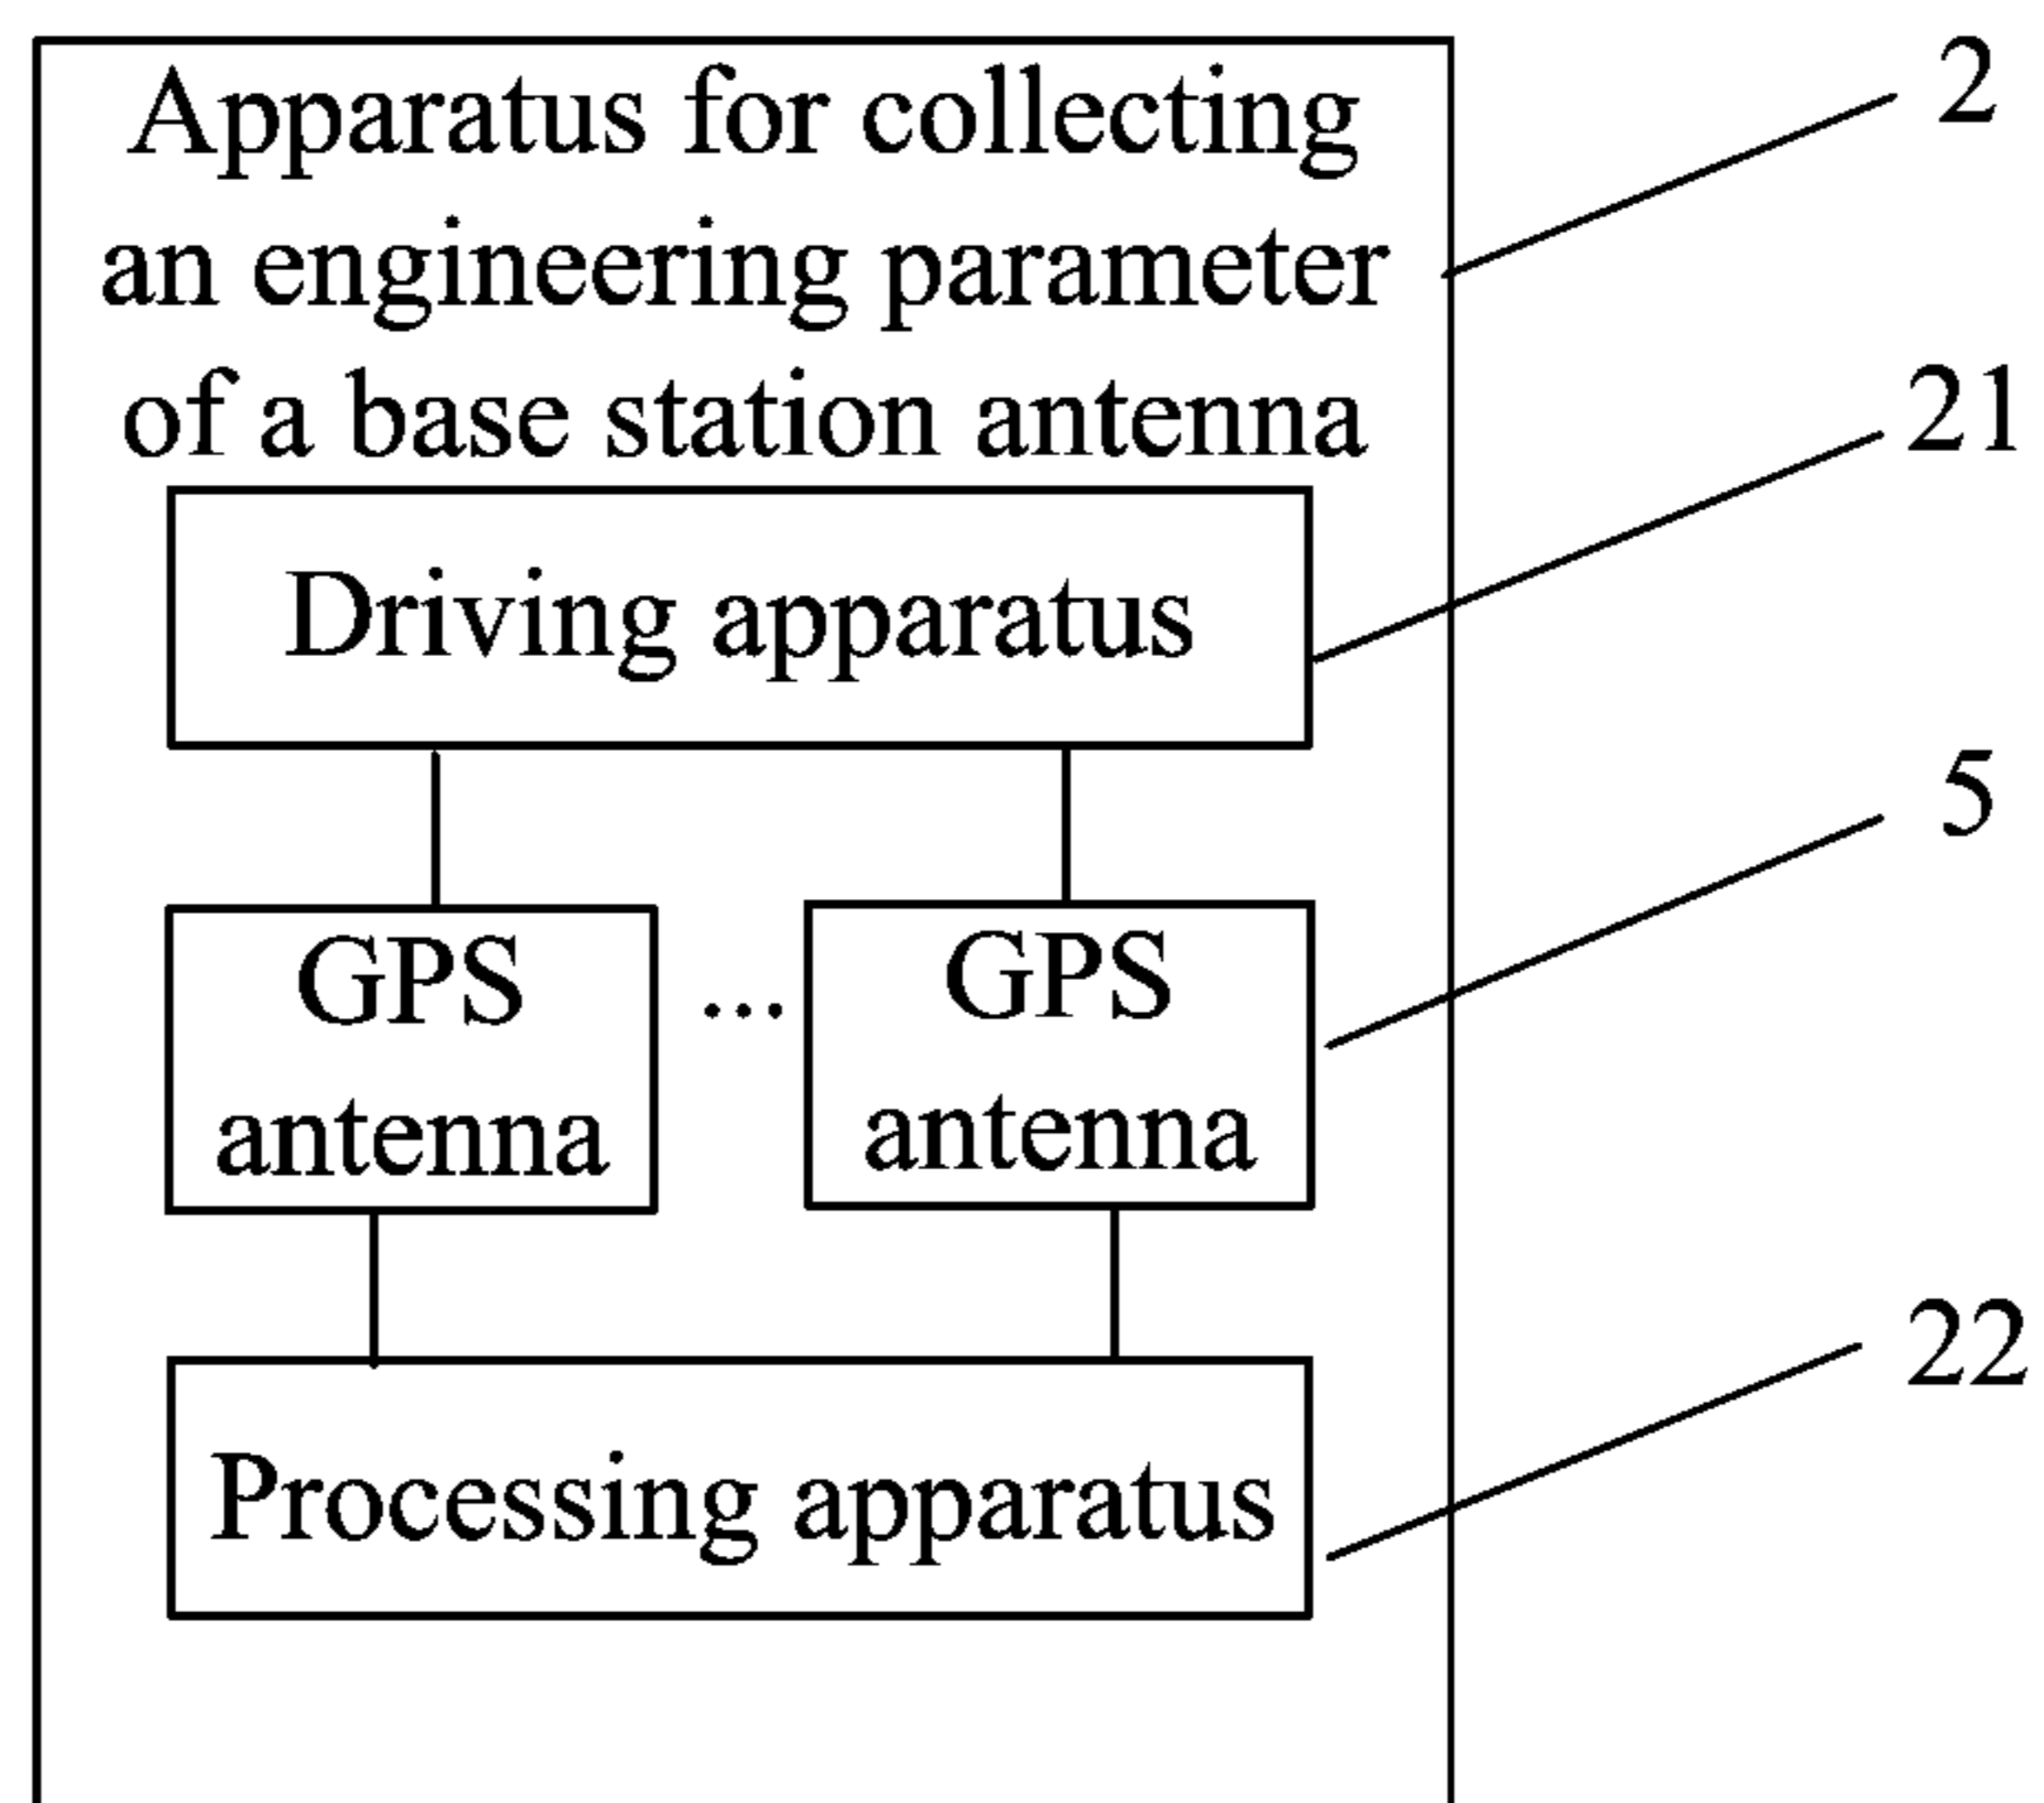 Apparatus for collecting
an engineering parameter
of a base station antenna
2
21
Driving apparatus
5
GPS
antenna
...
GPS
antenna
22
Processing apparatus